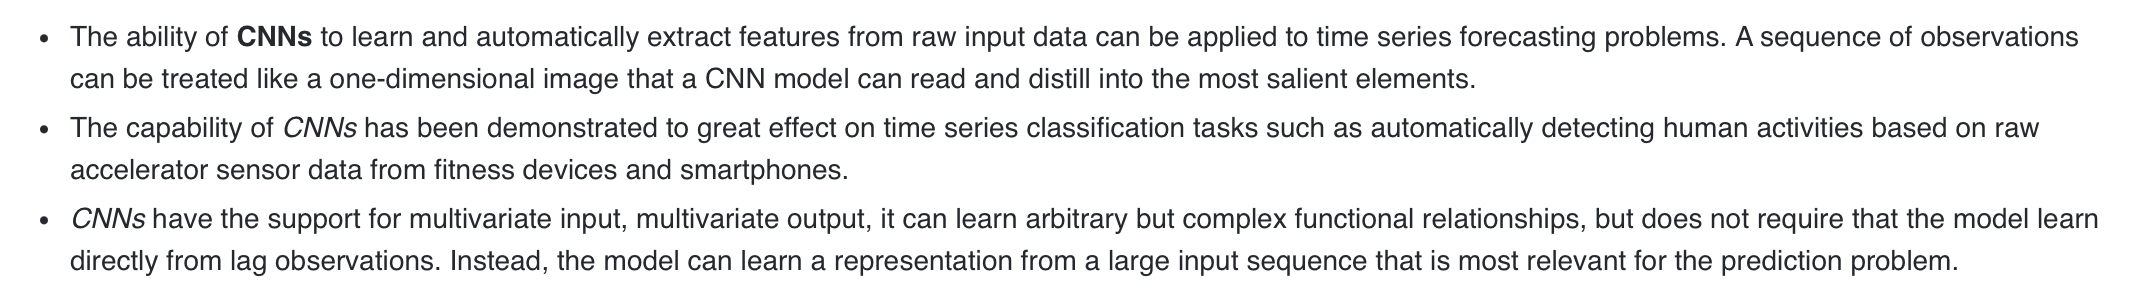 • The ability of CNNs to learn and automatically extract features from raw input data can be applied to time series forecasting problems. A sequence of observations
can be treated like a one-dimensional image that a CNN model can read and distill into the most salient elements.
• The capability of CNNs has been demonstrated to great effect on time series classification tasks such as automatically detecting human activities based on raw
accelerator sensor data from fitness devices and smartphones.
• CNNs have the support for multivariate input, multivariate output, it can learn arbitrary but complex functional relationships, but does not require that the model learn
directly from lag observations. Instead, the model can learn a representation from a large input sequence that is most relevant for the prediction problem.